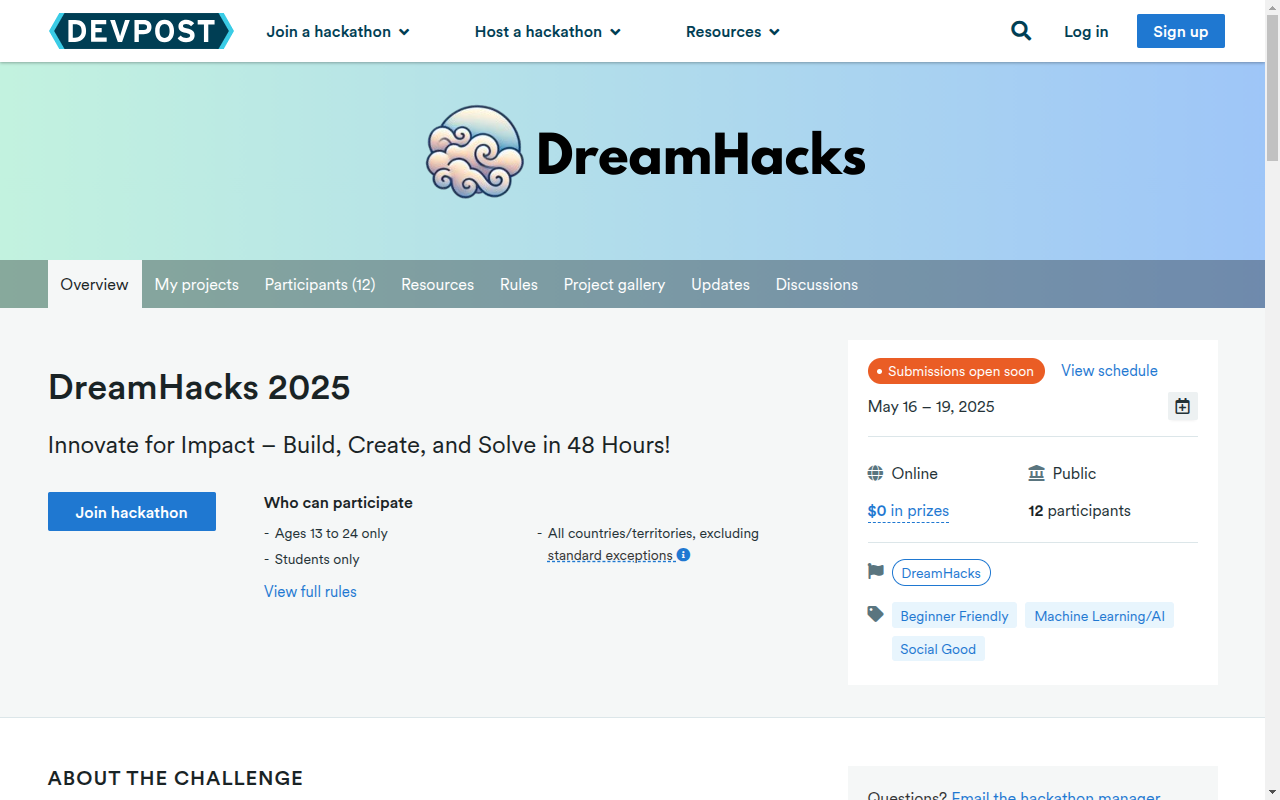 DEVPOST Join a hackathon Host a hackathon Resources Log in Sign up
DreamHacks
Overview My projects Participants (12) Resources Rules Project gallery Updates Discussions
DreamHacks 2025
Innovate for Impact – Build, Create, and Solve in 48 Hours!
Join hackathon
Who can participate
- Ages 13 to 24 only
- Students only
- All countries/territories, excluding
standard exceptions
View full rules
Submissions open soon View schedule
May 16 – 19, 2025
Online Public
$0 in prizes 12 participants
DreamHacks
Beginner Friendly Machine Learning/AI
Social Good
ABOUT THE CHALLENGE
Questions? Email the hackathon manager